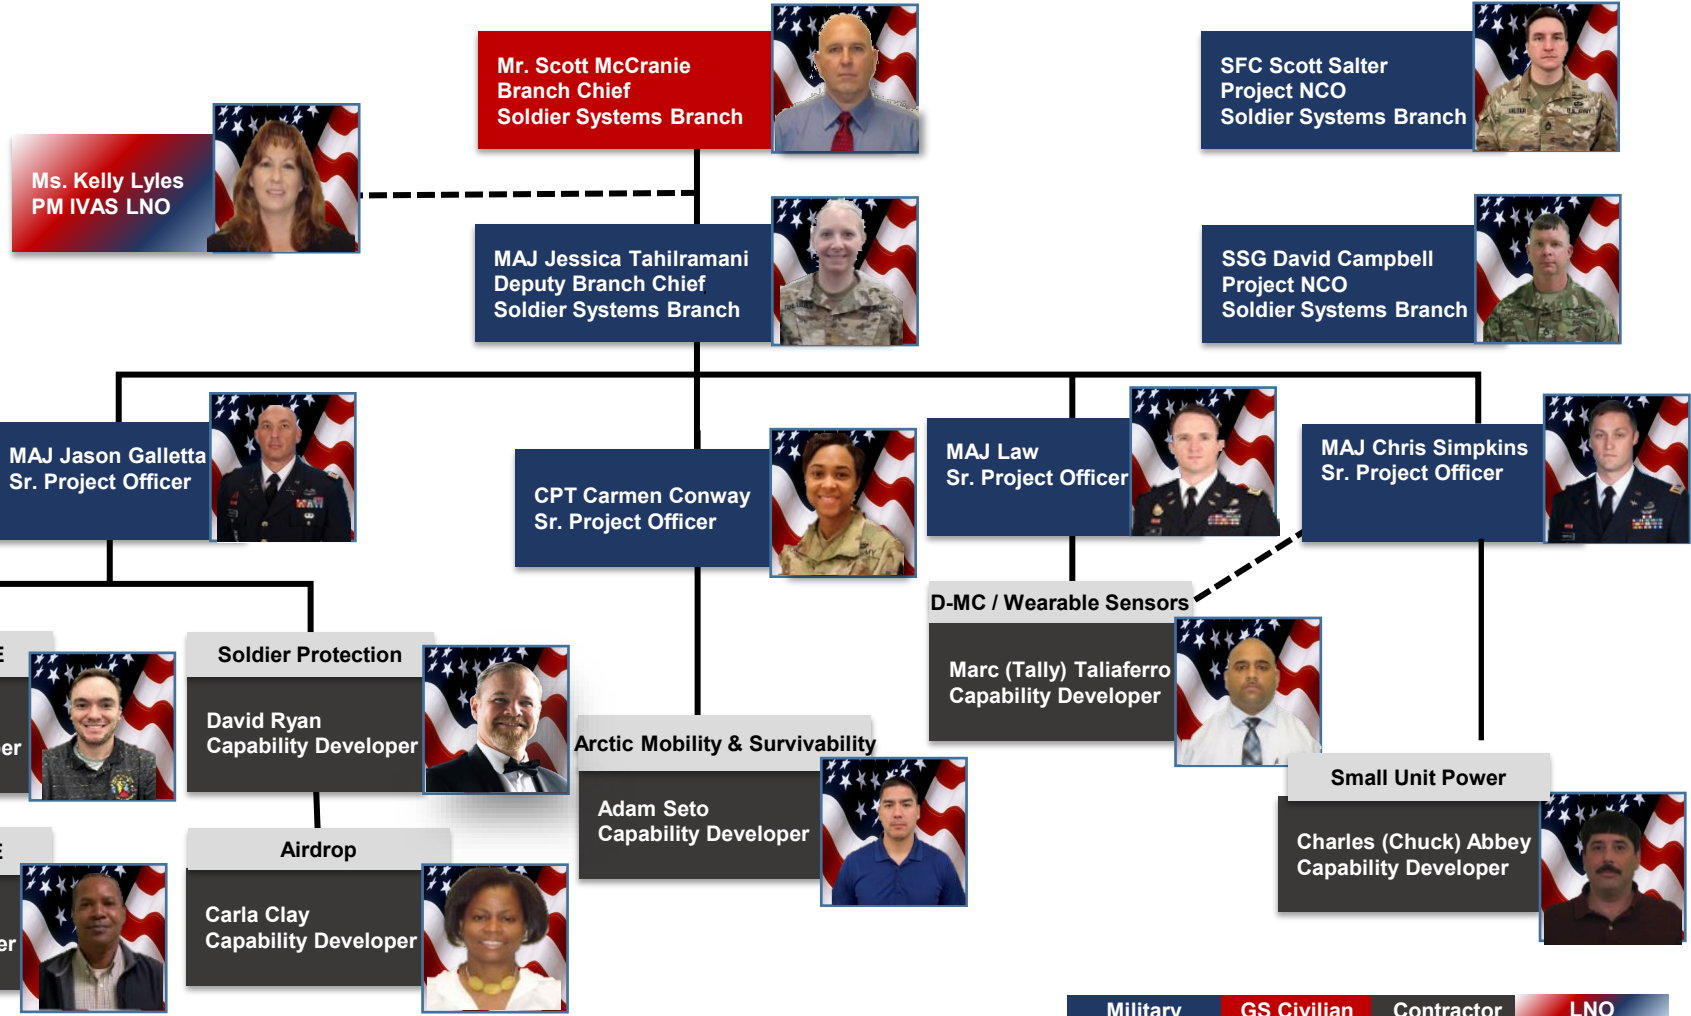 Mr. Scott McCranie
Branch Chief
Soldier Systems Branch
SFC Scott Salter
Project NCO
Soldier Systems Branch
Ms. Kelly Lyles
PM IVAS LNO
MAJ Jessica Tahilramani
Deputy Branch Chief
Soldier Systems Branch
SSG David Campbell
Project NCO
Soldier Systems Branch
MAJ Jason Galletta
Sr. Project Officer
CPT Carmen Conway
Sr. Project Officer
MAJ Law
Sr. Project Officer
MAJ Chris Simpkins
Sr. Project Officer
E
er
Soldier Protection
David Ryan
Capability Developer
D-MC / Wearable Sensors
Marc (Tally) Taliaferro
Capability Developer
Arctic Mobility & Survivability
Adam Seto
Capability Developer
Small Unit Power
Charles (Chuck) Abbey
Capability Developer
E
er
Airdrop
Carla Clay
Capability Developer
Military
GS Civilian
Contractor
LNO